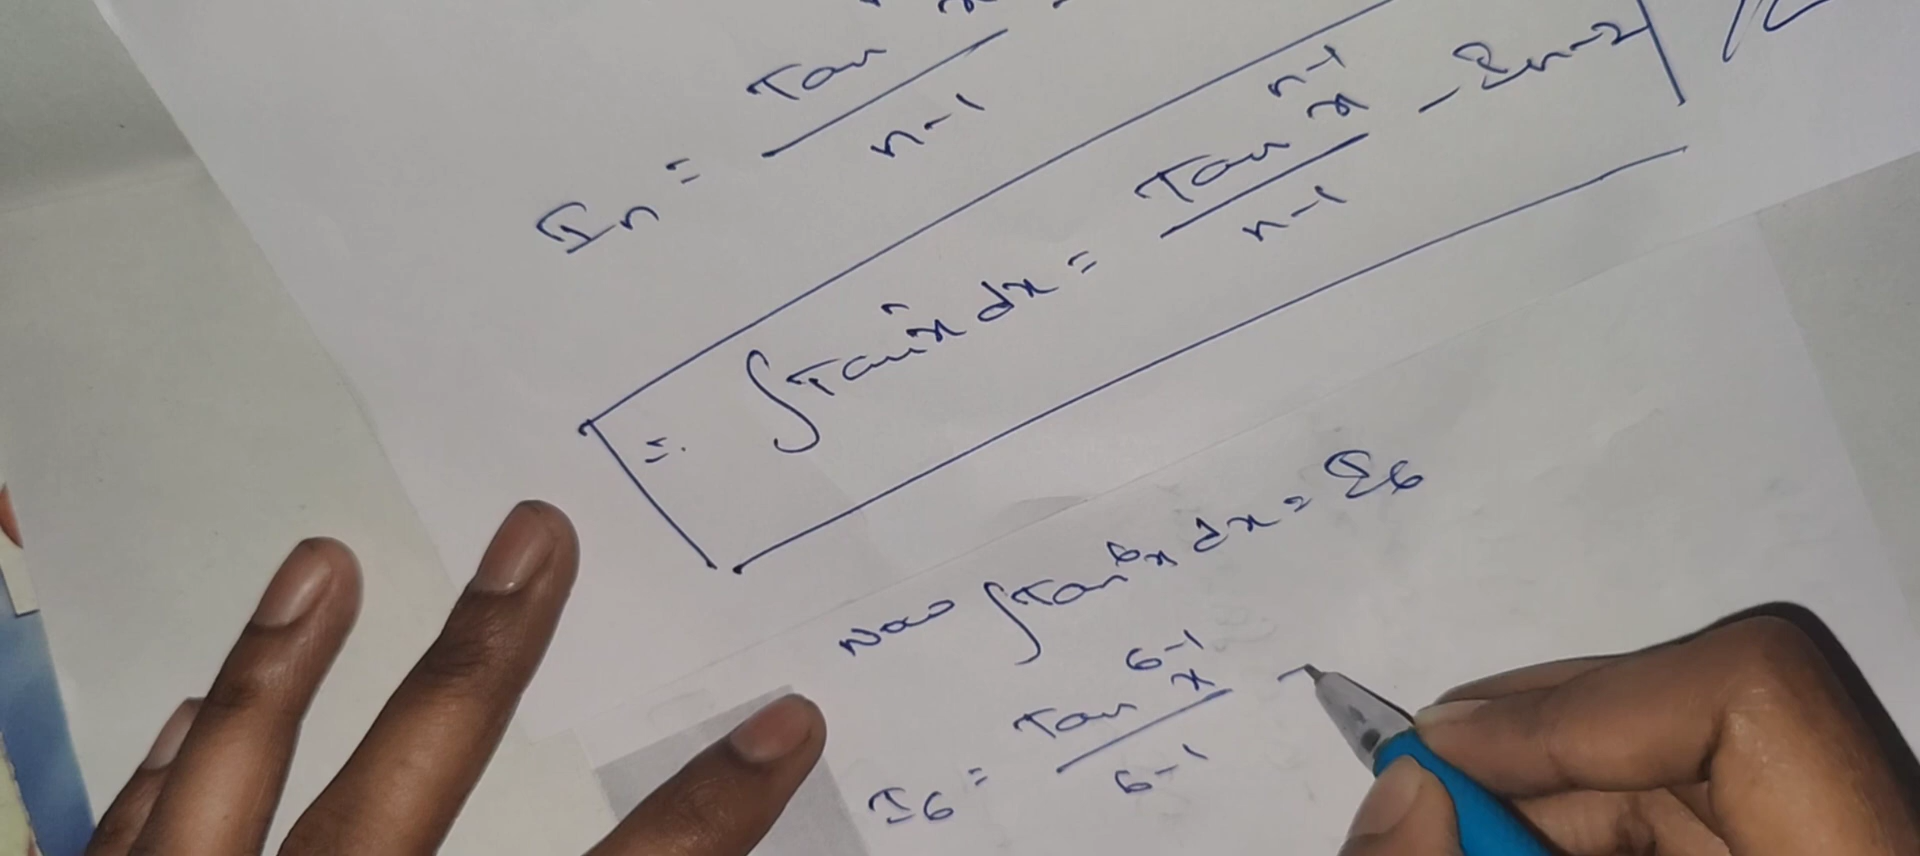 Iₙ = Tan x / n-1
∴ ∫Tanⁿx dx = Tanⁿ⁻¹x / n-1 - Iₙ₋₂
Now ∫Tan⁶x dx = I₆
I₆ = Tan⁶⁻¹x / 6-1 -